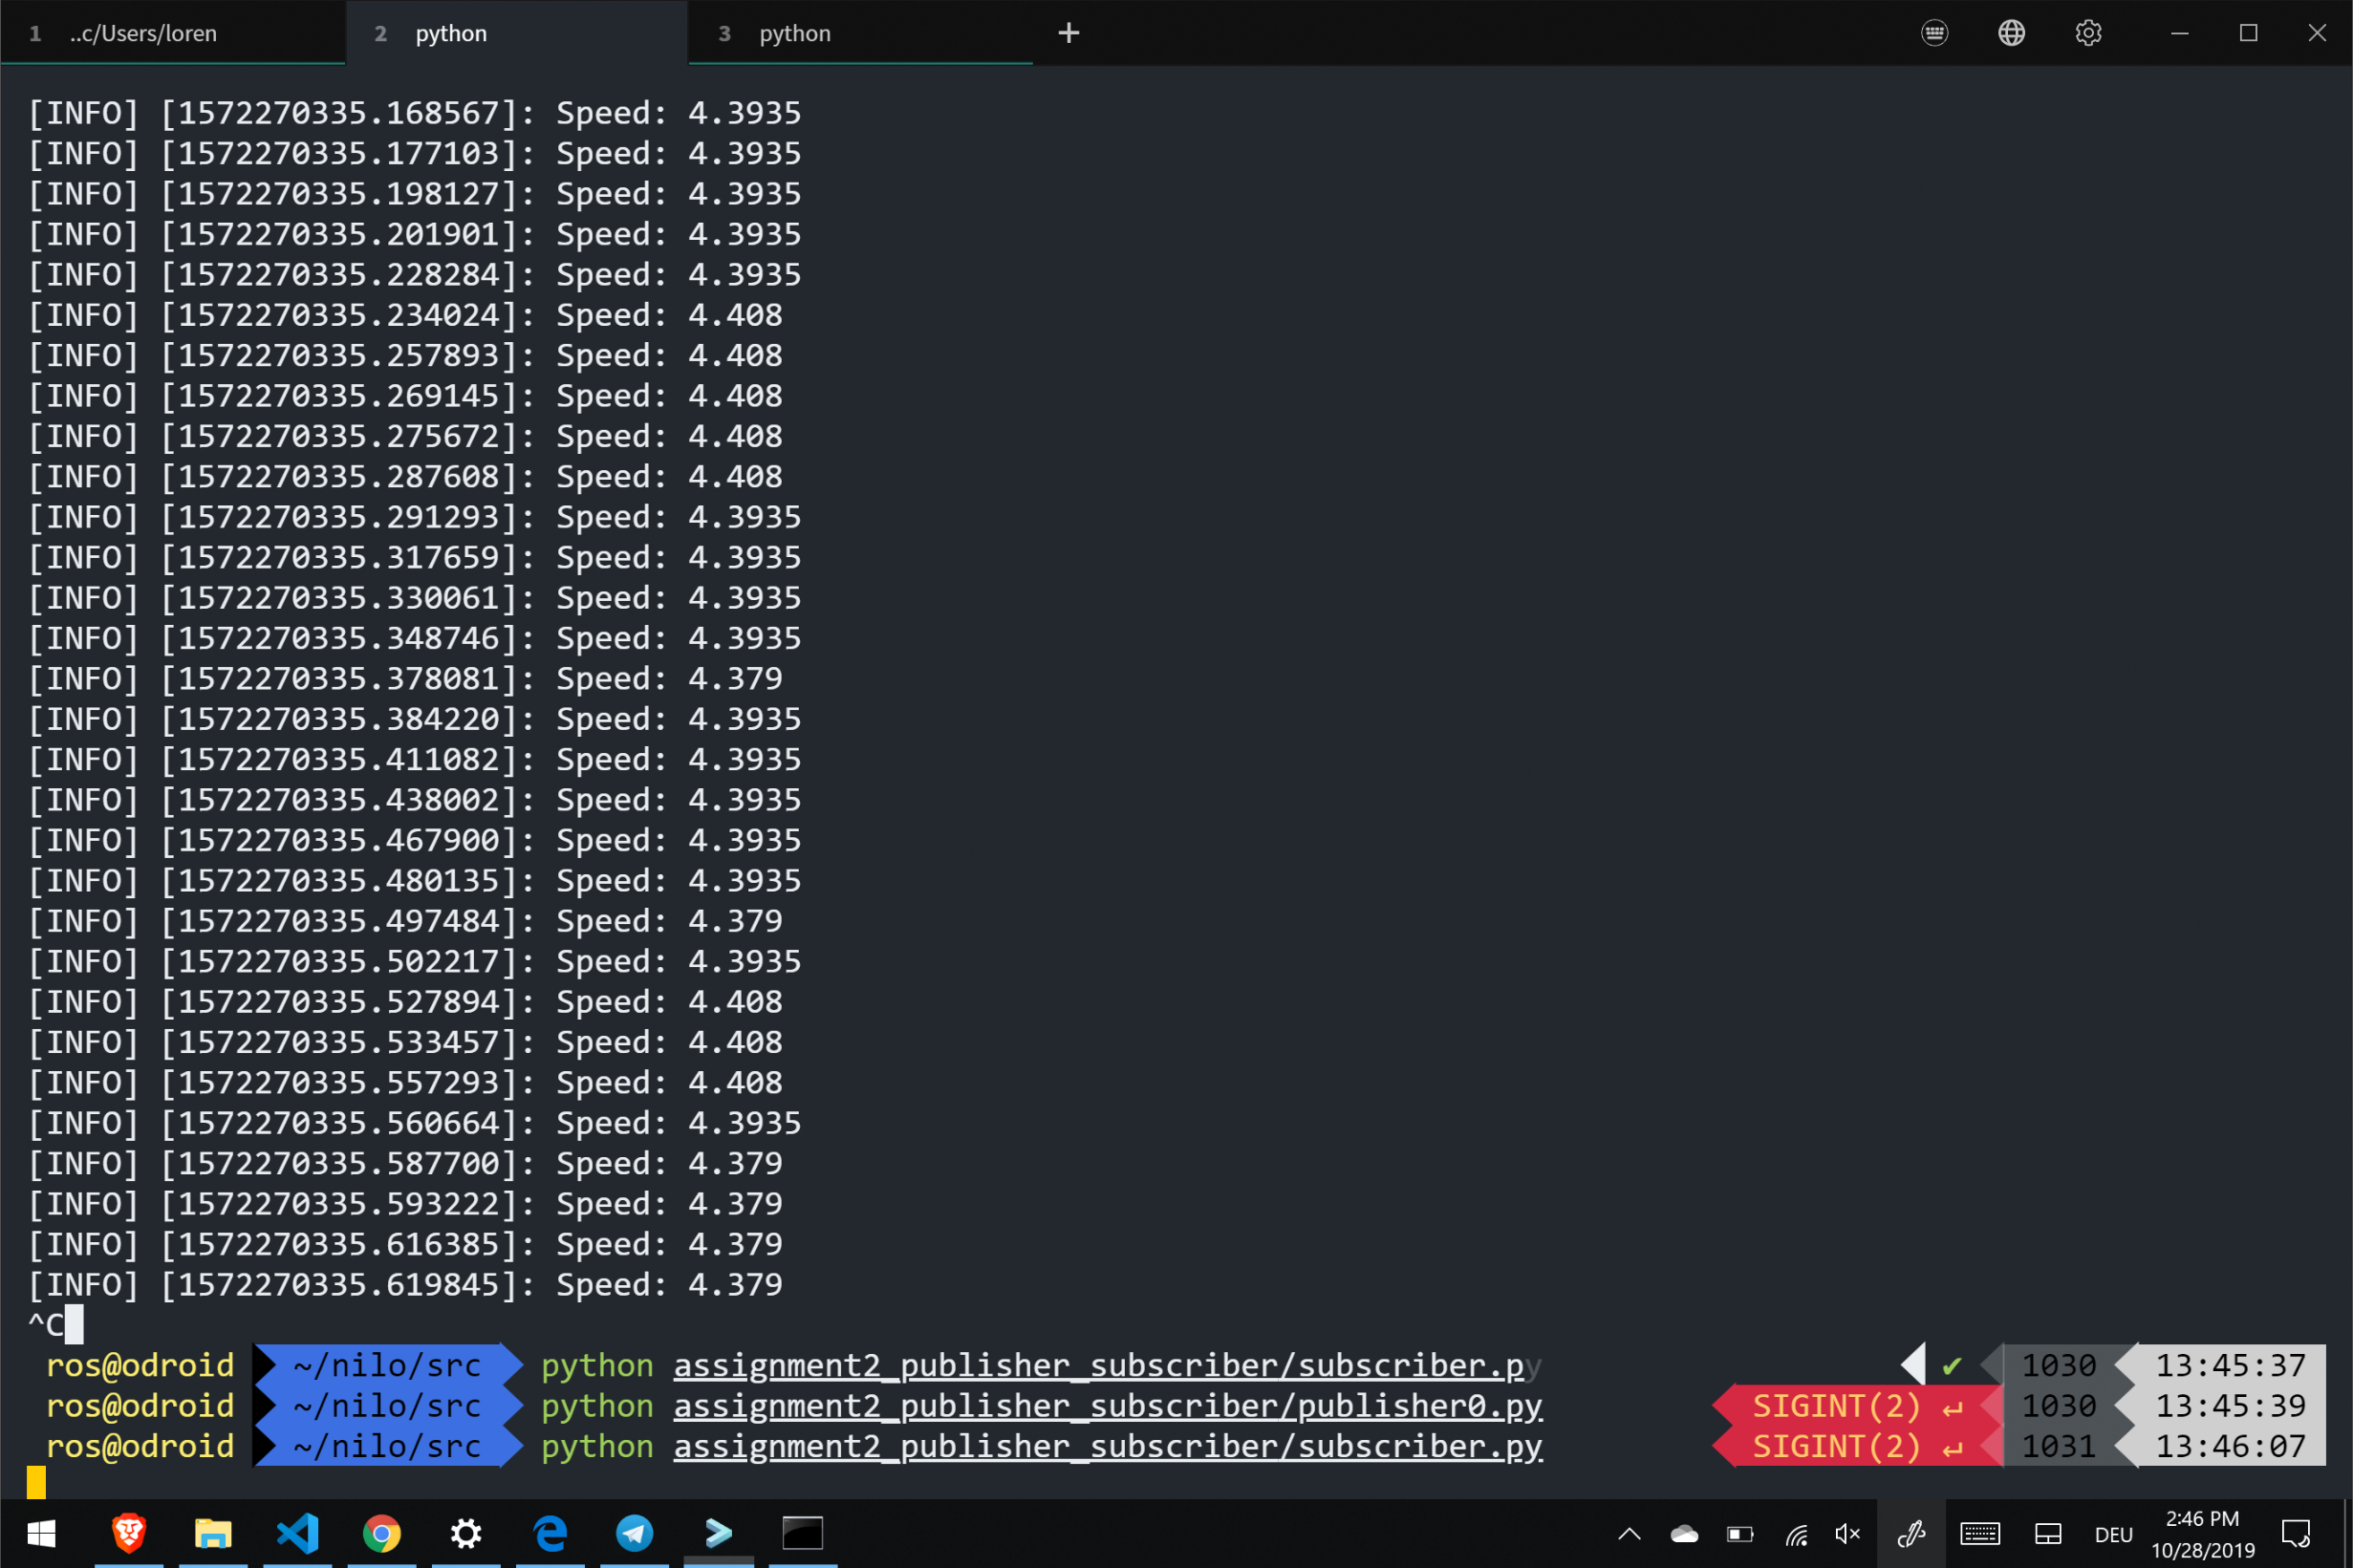 1 ..c/Users/loren 2 python 3 python +
[INFO] [1572270335.168567]: Speed: 4.3935
[INFO] [1572270335.177103]: Speed: 4.3935
[INFO] [1572270335.198127]: Speed: 4.3935
[INFO] [1572270335.201901]: Speed: 4.3935
[INFO] [1572270335.228284]: Speed: 4.3935
[INFO] [1572270335.234024]: Speed: 4.408
[INFO] [1572270335.257893]: Speed: 4.408
[INFO] [1572270335.269145]: Speed: 4.408
[INFO] [1572270335.275672]: Speed: 4.408
[INFO] [1572270335.287608]: Speed: 4.408
[INFO] [1572270335.291293]: Speed: 4.3935
[INFO] [1572270335.317659]: Speed: 4.3935
[INFO] [1572270335.330061]: Speed: 4.3935
[INFO] [1572270335.348746]: Speed: 4.3935
[INFO] [1572270335.378081]: Speed: 4.379
[INFO] [1572270335.384220]: Speed: 4.3935
[INFO] [1572270335.411082]: Speed: 4.3935
[INFO] [1572270335.438002]: Speed: 4.3935
[INFO] [1572270335.467900]: Speed: 4.3935
[INFO] [1572270335.480135]: Speed: 4.3935
[INFO] [1572270335.497484]: Speed: 4.379
[INFO] [1572270335.502217]: Speed: 4.3935
[INFO] [1572270335.527894]: Speed: 4.408
[INFO] [1572270335.533457]: Speed: 4.408
[INFO] [1572270335.557293]: Speed: 4.408
[INFO] [1572270335.560664]: Speed: 4.3935
[INFO] [1572270335.587700]: Speed: 4.379
[INFO] [1572270335.593222]: Speed: 4.379
[INFO] [1572270335.616385]: Speed: 4.379
[INFO] [1572270335.619845]: Speed: 4.379
^C
ros@odroid ~/nilo/src python assignment2_publisher_subscriber/subscriber.py ✔ 1030 13:45:37
ros@odroid ~/nilo/src python assignment2_publisher_subscriber/publisher0.py SIGINT(2) ↵ 1030 13:45:39
ros@odroid ~/nilo/src python assignment2_publisher_subscriber/subscriber.py SIGINT(2) ↵ 1031 13:46:07
DEU 2:46 PM
10/28/2019